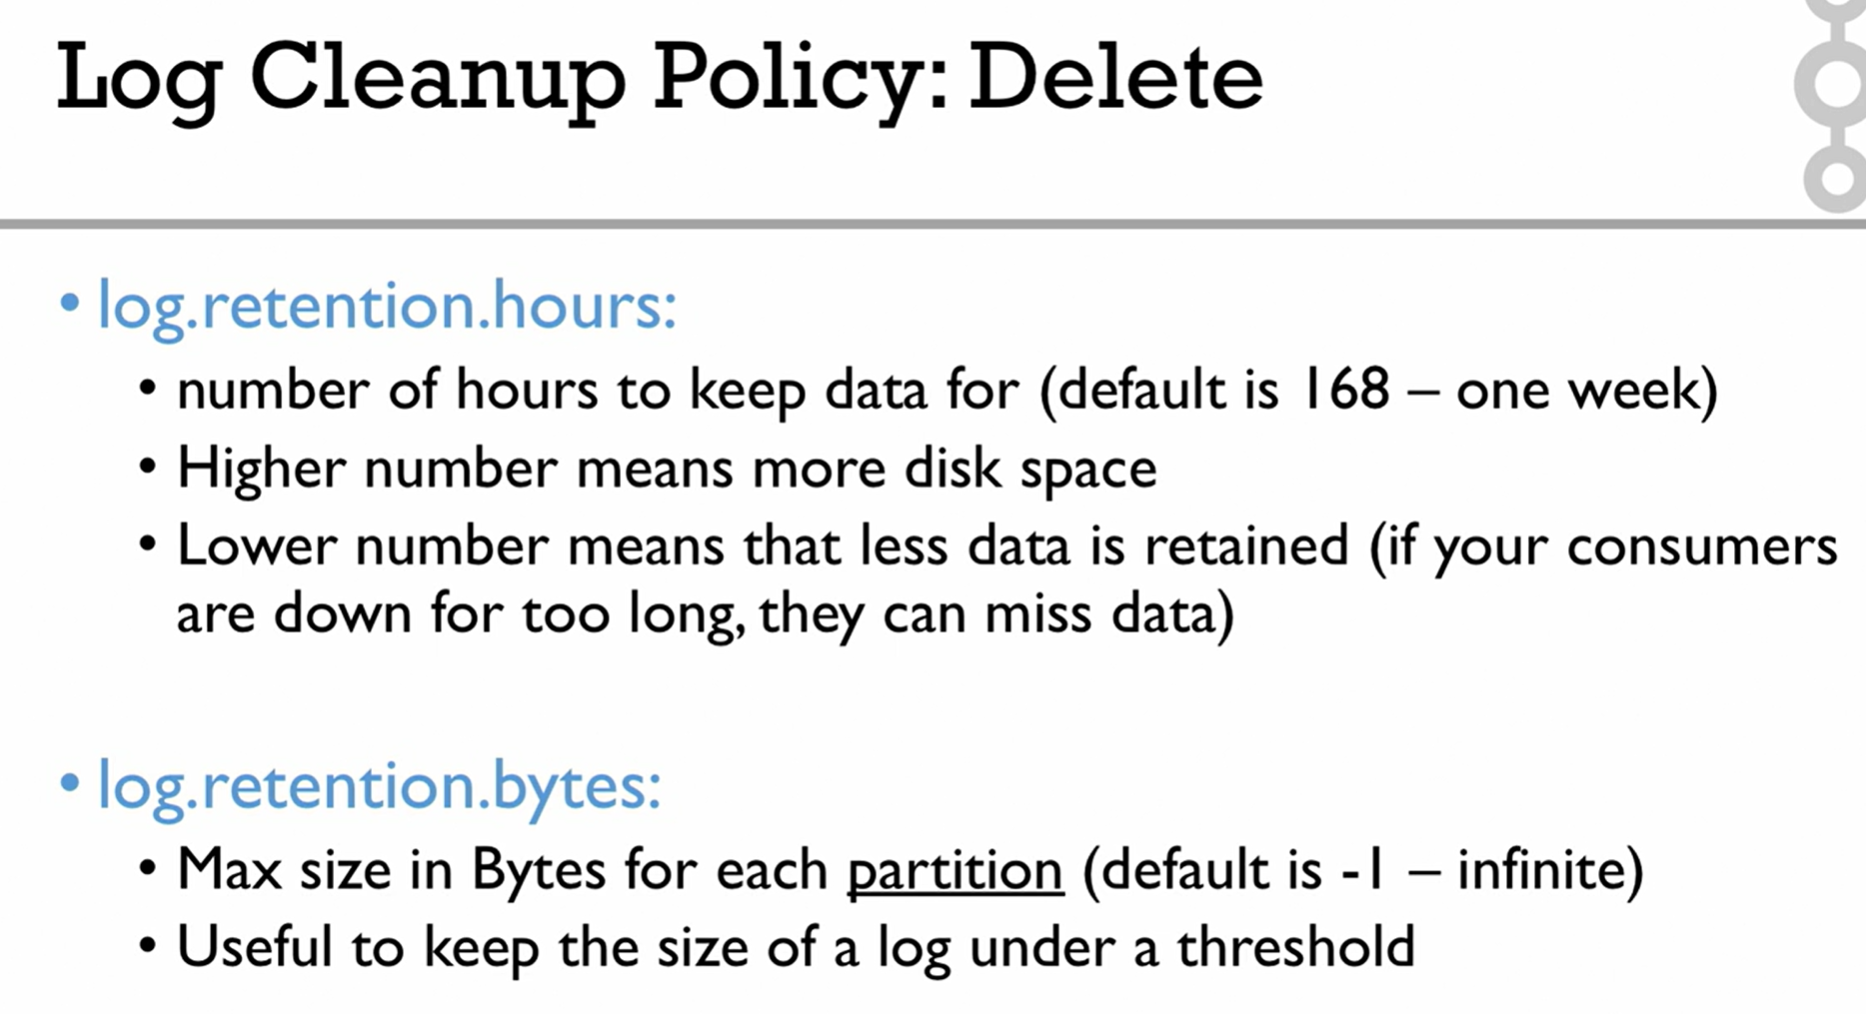 Log Cleanup Policy: Delete
• log.retention.hours:
• number of hours to keep data for (default is 168 – one week)
• Higher number means more disk space
• Lower number means that less data is retained (if your consumers
are down for too long, they can miss data)
• log.retention.bytes:
• Max size in Bytes for each partition (default is -1 – infinite)
• Useful to keep the size of a log under a threshold